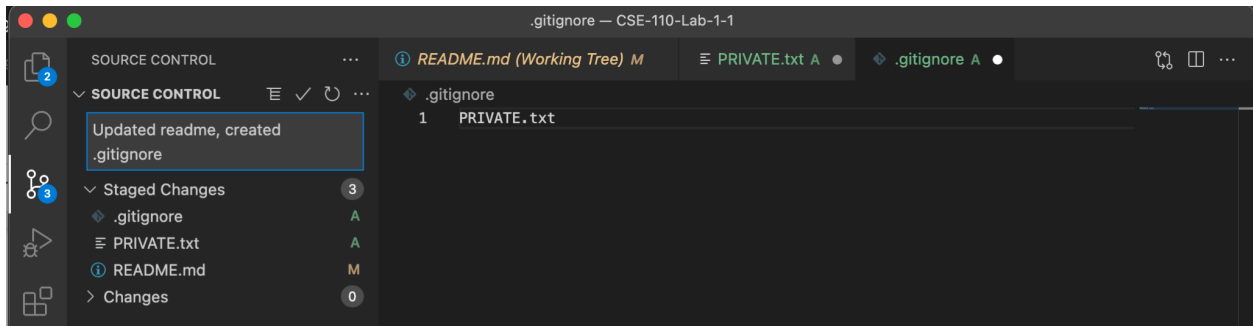 .gitignore — CSE-110-Lab-1-1
2
SOURCE CONTROL ...
README.md (Working Tree) M PRIVATE.txt A .gitignore A ...
SOURCE CONTROL ...
.gitignore
1 PRIVATE.txt
Updated readme, created
.gitignore
3
Staged Changes 3
.gitignore A
PRIVATE.txt A
README.md M
Changes 0